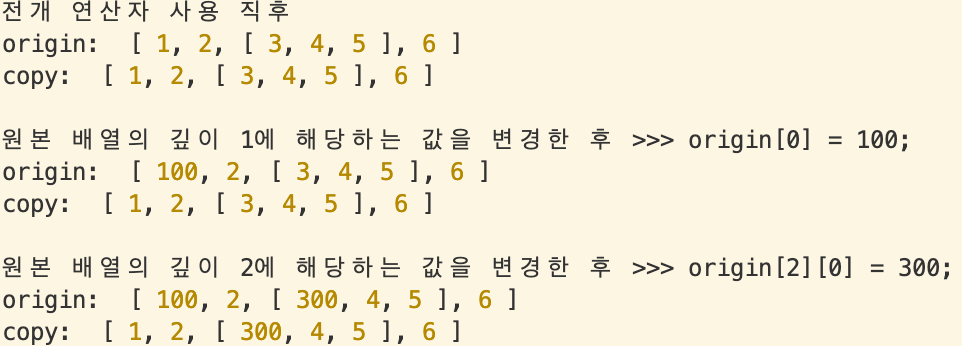 전개 연산자 사용 직후
origin:  [ 1, 2, [ 3, 4, 5 ], 6 ]
copy:  [ 1, 2, [ 3, 4, 5 ], 6 ]

원본 배열의 깊이 1에 해당하는 값을 변경한 후 >>> origin[0] = 100;
origin:  [ 100, 2, [ 3, 4, 5 ], 6 ]
copy:  [ 1, 2, [ 3, 4, 5 ], 6 ]

원본 배열의 깊이 2에 해당하는 값을 변경한 후 >>> origin[2][0] = 300;
origin:  [ 100, 2, [ 300, 4, 5 ], 6 ]
copy:  [ 1, 2, [ 300, 4, 5 ], 6 ]